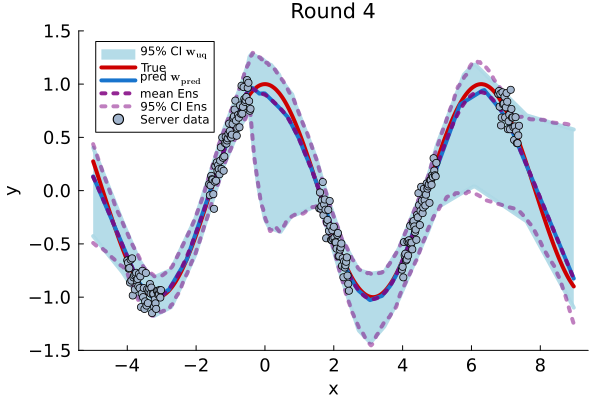 Round 4
1.5
1.0
0.5
0.0
−0.5
−1.0
−1.5
y
95% CI w_uq
True
pred w_pred
mean Ens
95% CI Ens
Server data
−4 −2 0 2 4 6 8
x